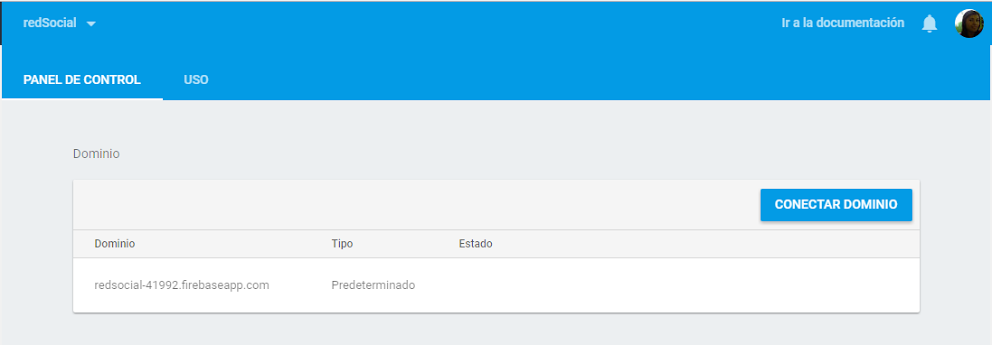 redSocial Ir a la documentación
PANEL DE CONTROL USO
Dominio
CONECTAR DOMINIO
Dominio Tipo Estado
redsocial-41992.firebaseapp.com Predeterminado